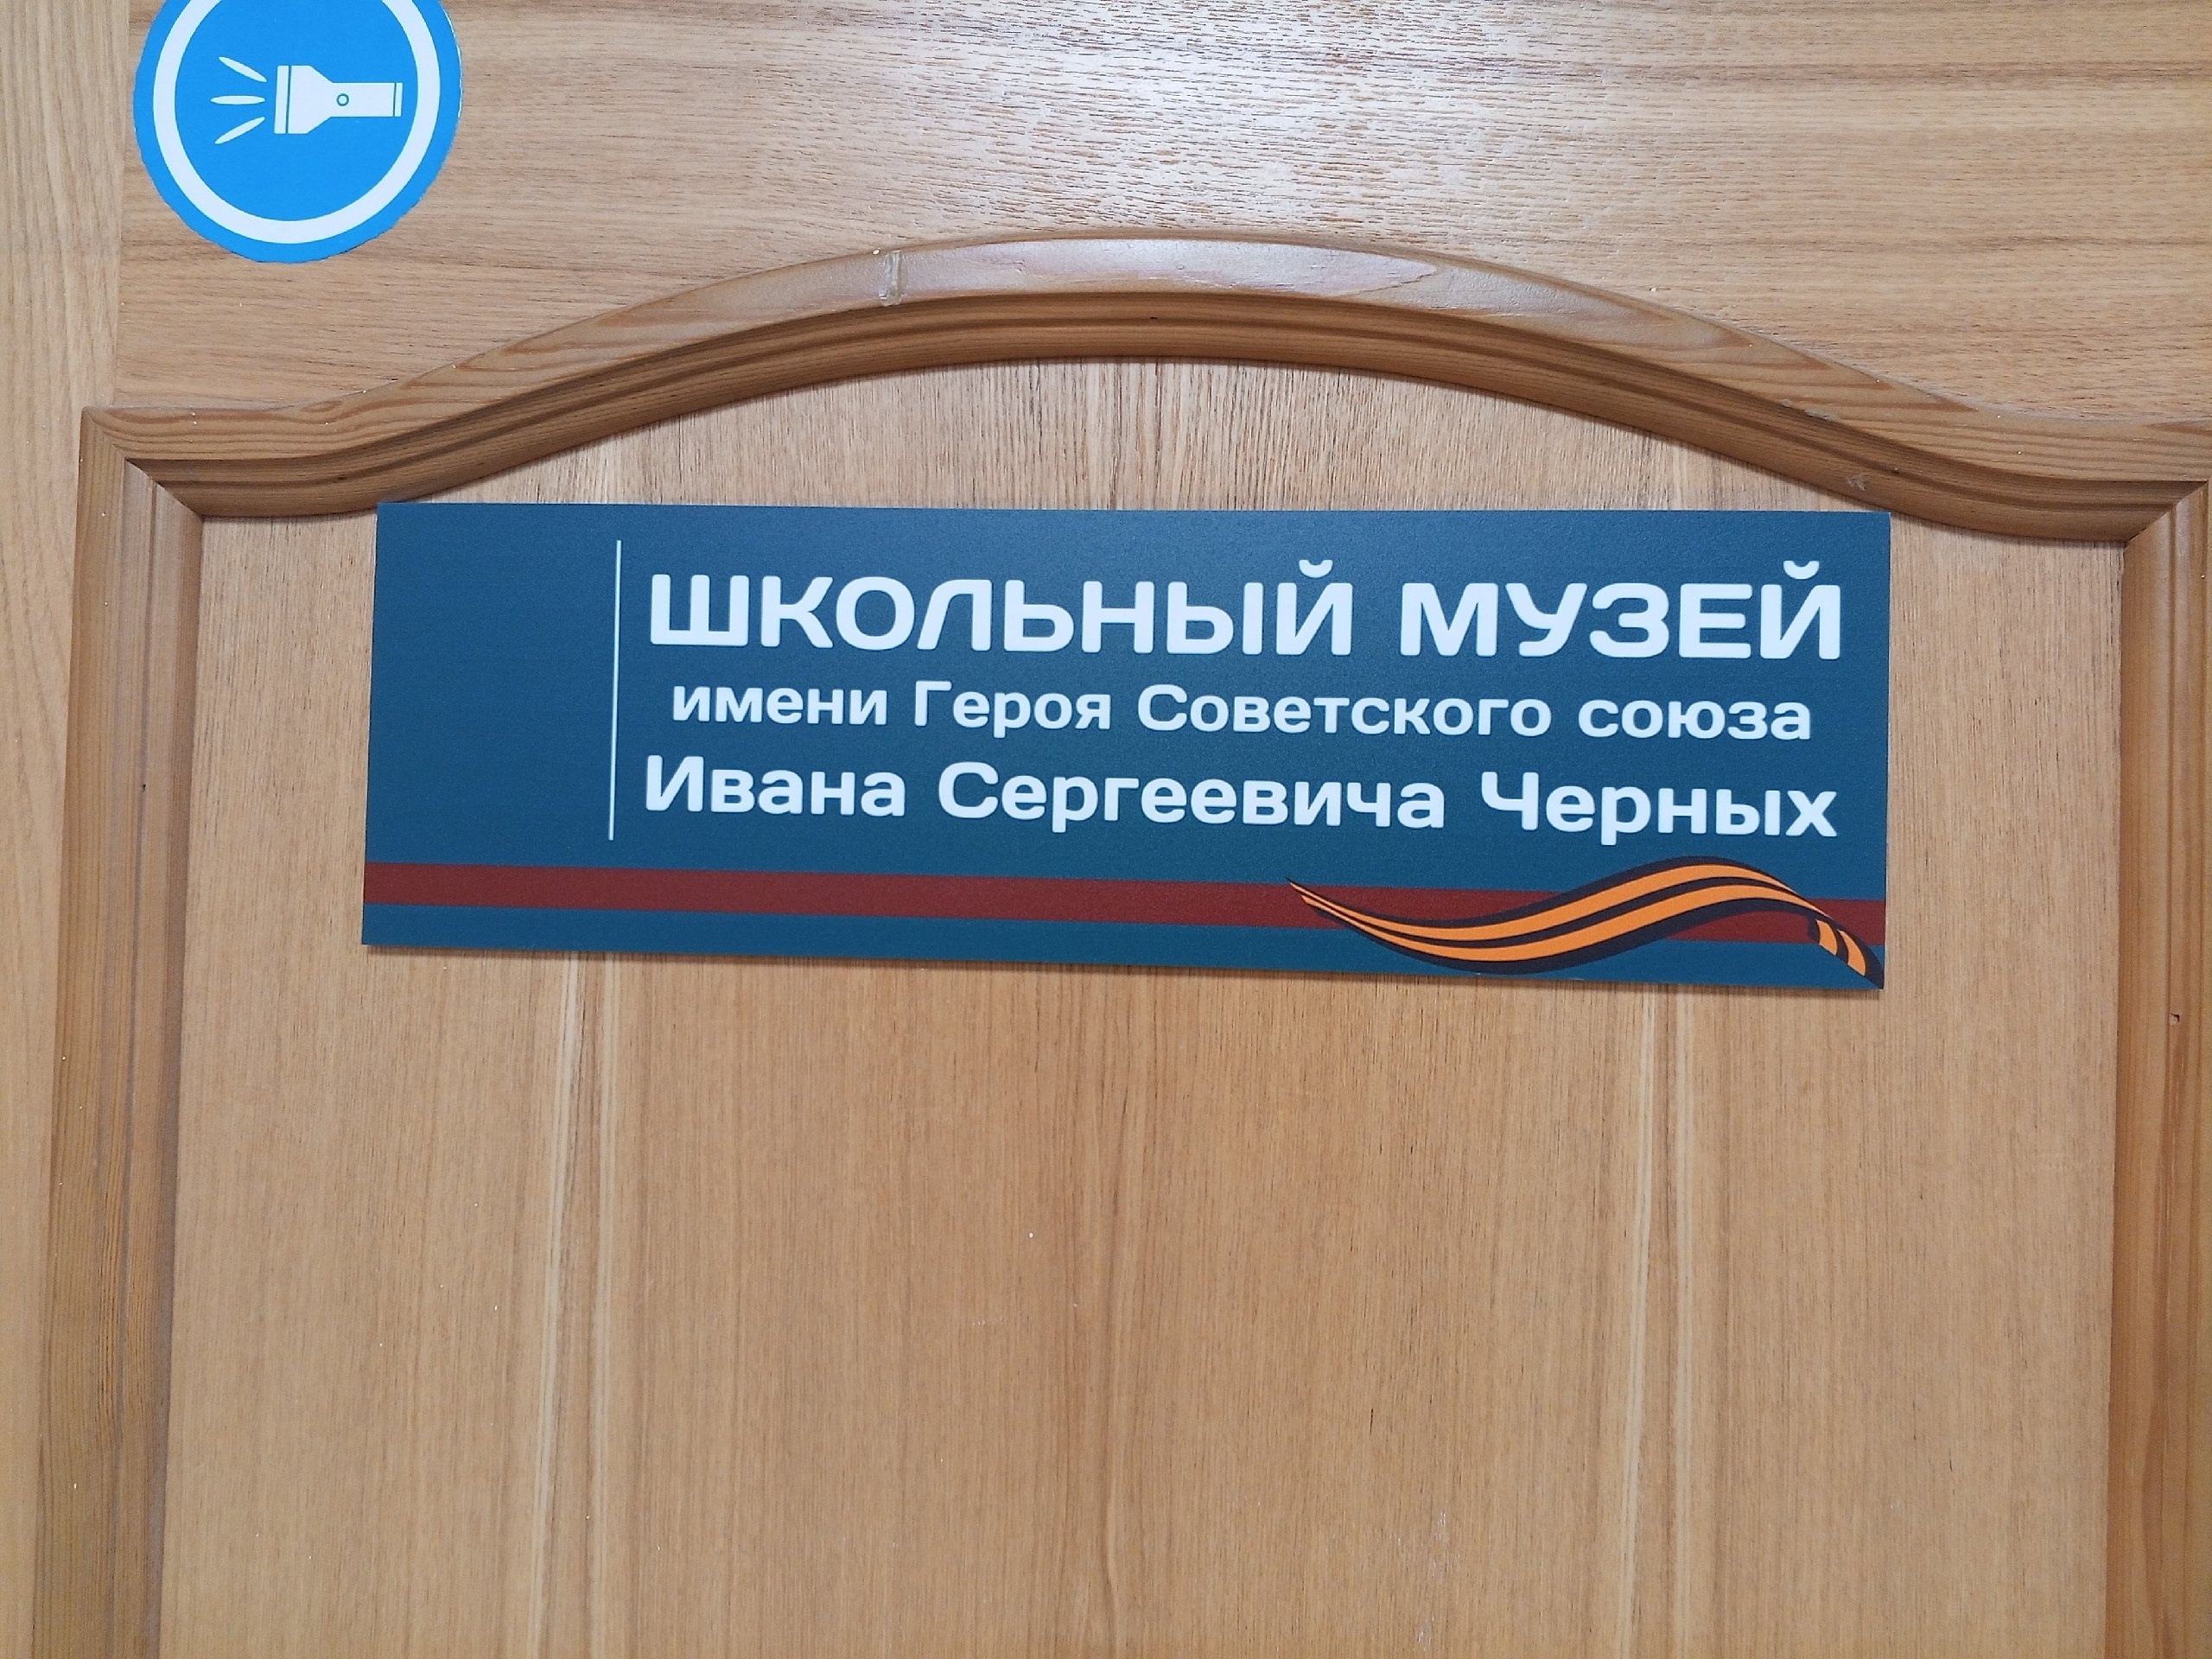 ШКОЛЬНЫЙ МУЗЕЙ
имени Героя Советского союза
Ивана Сергеевича Черных